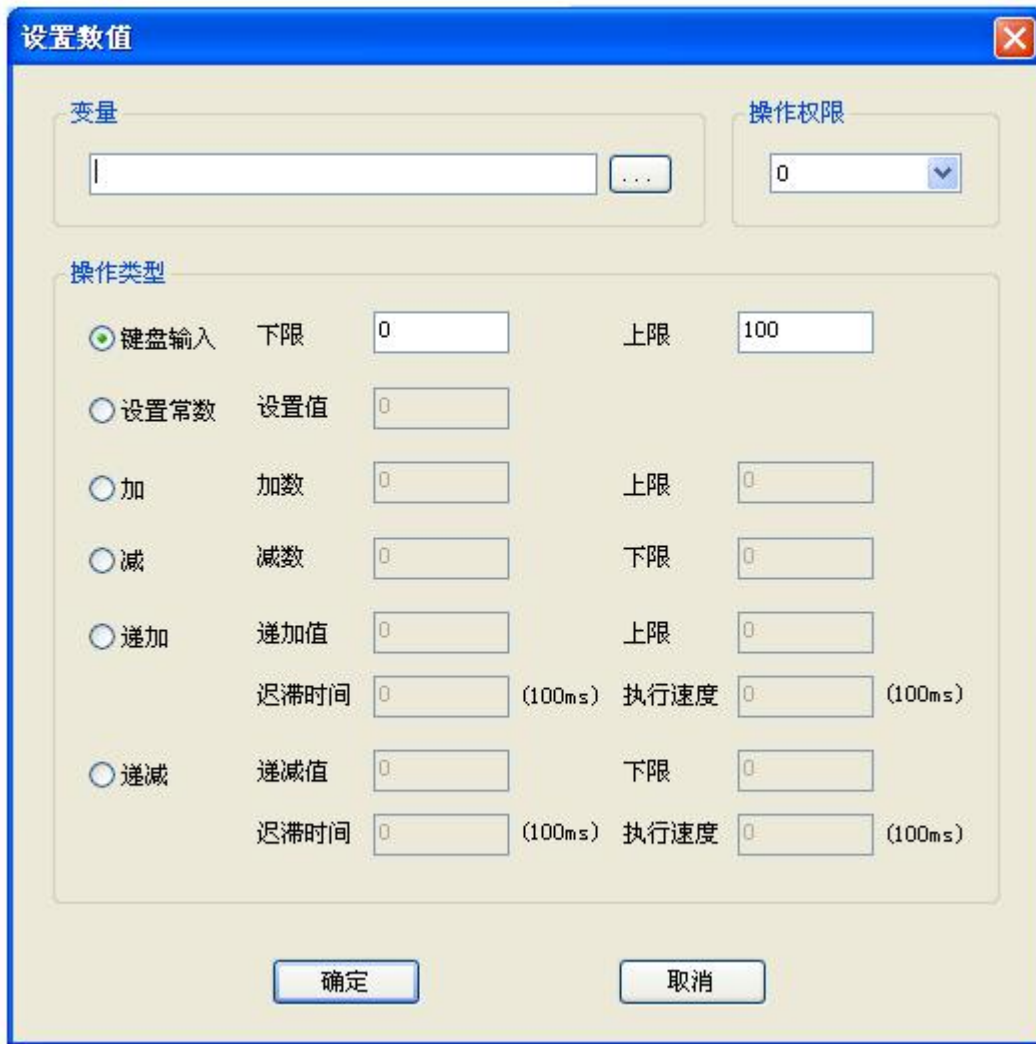 设置数值
变量 操作权限
... 0
操作类型
键盘输入 下限 0 上限 100
设置常数 设置值 0
加 加数 0 上限 0
减 减数 0 下限 0
递加 递加值 0 上限 0
迟滞时间 0 (100ms) 执行速度 0 (100ms)
递减 递减值 0 下限 0
迟滞时间 0 (100ms) 执行速度 0 (100ms)
确定 取消